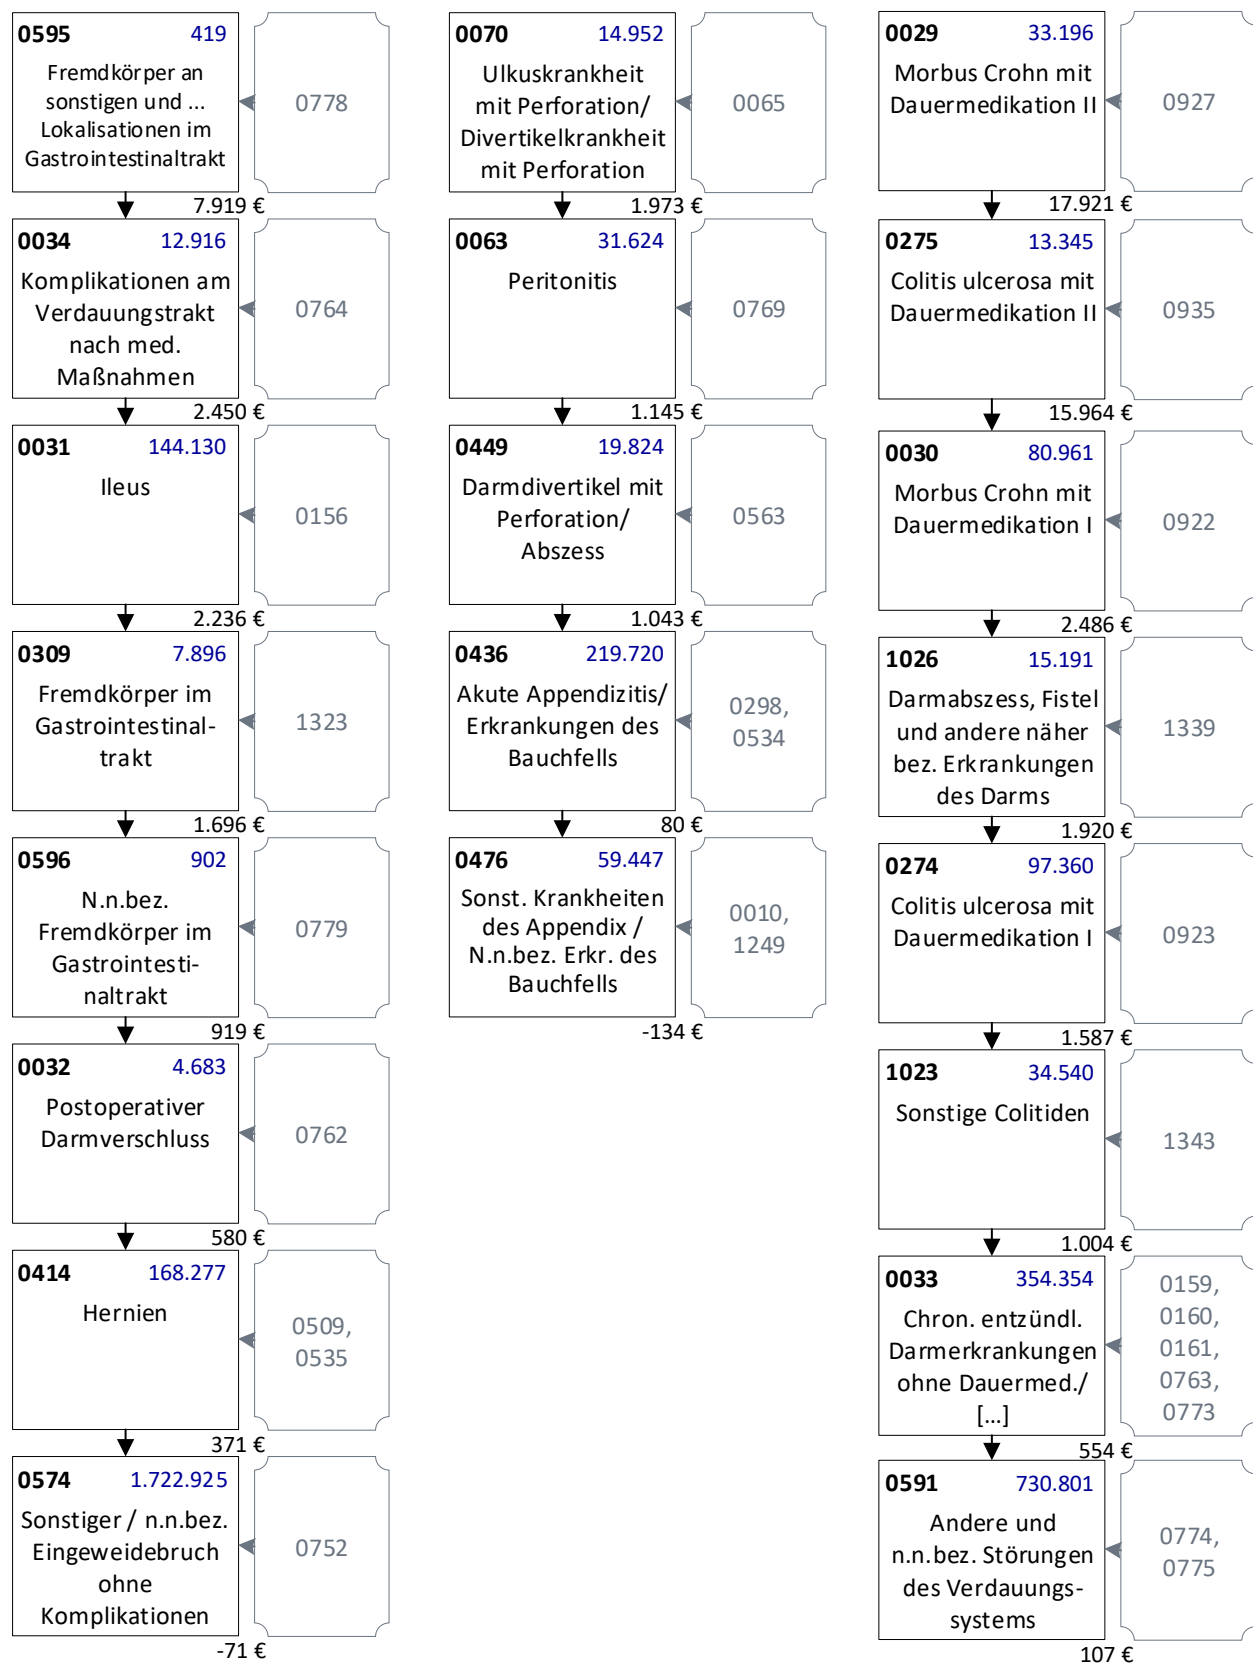 0595 419
Fremdkörper an
sonstigen und ...
Lokalisationen im
Gastrointestinaltrakt
0778
7.919 €
0034 12.916
Komplikationen am
Verdauungstrakt
nach med.
Maßnahmen
0764
2.450 €
0031 144.130
Ileus
0156
2.236 €
0309 7.896
Fremdkörper im
Gastrointestinal-
trakt
1323
1.696 €
0596 902
N.n.bez.
Fremdkörper im
Gastrointesti-
naltrakt
0779
919 €
0032 4.683
Postoperativer
Darmverschluss
0762
580 €
0414 168.277
Hernien
0509,
0535
371 €
0574 1.722.925
Sonstiger / n.n.bez.
Eingeweidebruch
ohne
Komplikationen
0752
-71 €
0070 14.952
Ulkuskrankheit
mit Perforation/
Divertikelkrankheit
mit Perforation
0065
1.973 €
0063 31.624
Peritonitis
0769
1.145 €
0449 19.824
Darmdivertikel mit
Perforation/
Abszess
0563
1.043 €
0436 219.720
Akute Appendizitis/
Erkrankungen des
Bauchfells
0298,
0534
80 €
0476 59.447
Sonst. Krankheiten
des Appendix /
N.n.bez. Erkr. des
Bauchfells
0010,
1249
-134 €
0029 33.196
Morbus Crohn mit
Dauermedikation II
0927
17.921 €
0275 13.345
Colitis ulcerosa mit
Dauermedikation II
0935
15.964 €
0030 80.961
Morbus Crohn mit
Dauermedikation I
0922
2.486 €
1026 15.191
Darmabszess, Fistel
und andere näher
bez. Erkrankungen
des Darms
1339
1.920 €
0274 97.360
Colitis ulcerosa mit
Dauermedikation I
0923
1.587 €
1023 34.540
Sonstige Colitiden
1343
1.004 €
0033 354.354
Chron. entzündl.
Darmerkrankungen
ohne Dauermed./
[...]
0159,
0160,
0161,
0763,
0773
554 €
0591 730.801
Andere und
n.n.bez. Störungen
des Verdauungs-
systems
0774,
0775
107 €